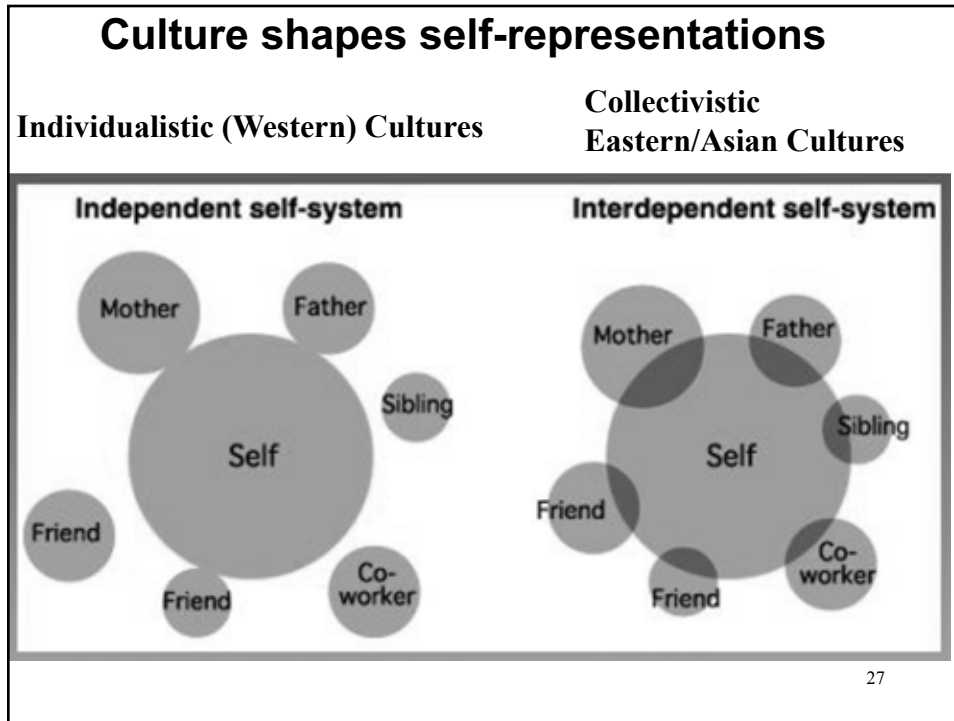 Culture shapes self-representations
Individualistic (Western) Cultures
Collectivistic
Eastern/Asian Cultures
Independent self-system
Mother
Father
Sibling
Self
Friend
Friend
Co-
worker
Interdependent self-system
Mother
Father
Sibling
Self
Friend
Friend
Co-
worker
27